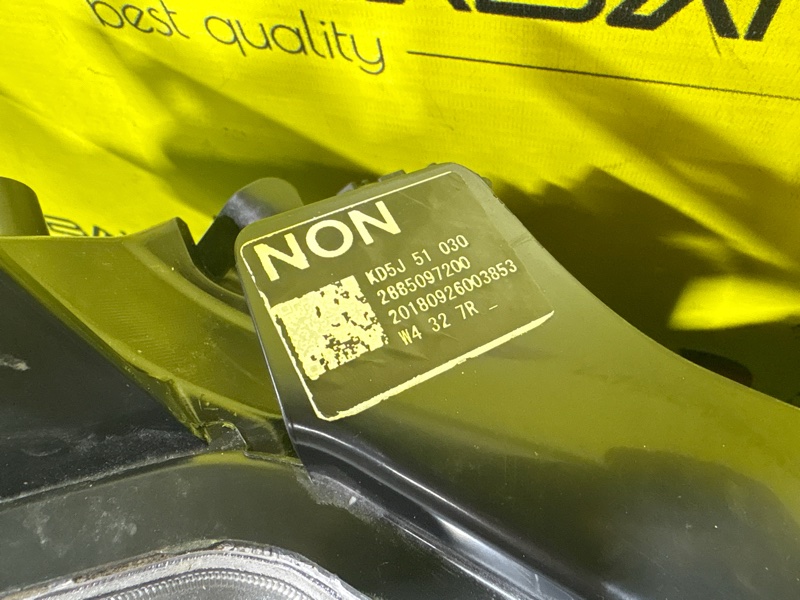 best quality
NON
KD5J 51 030
2885097200
20180926003853
W4 32 7R -